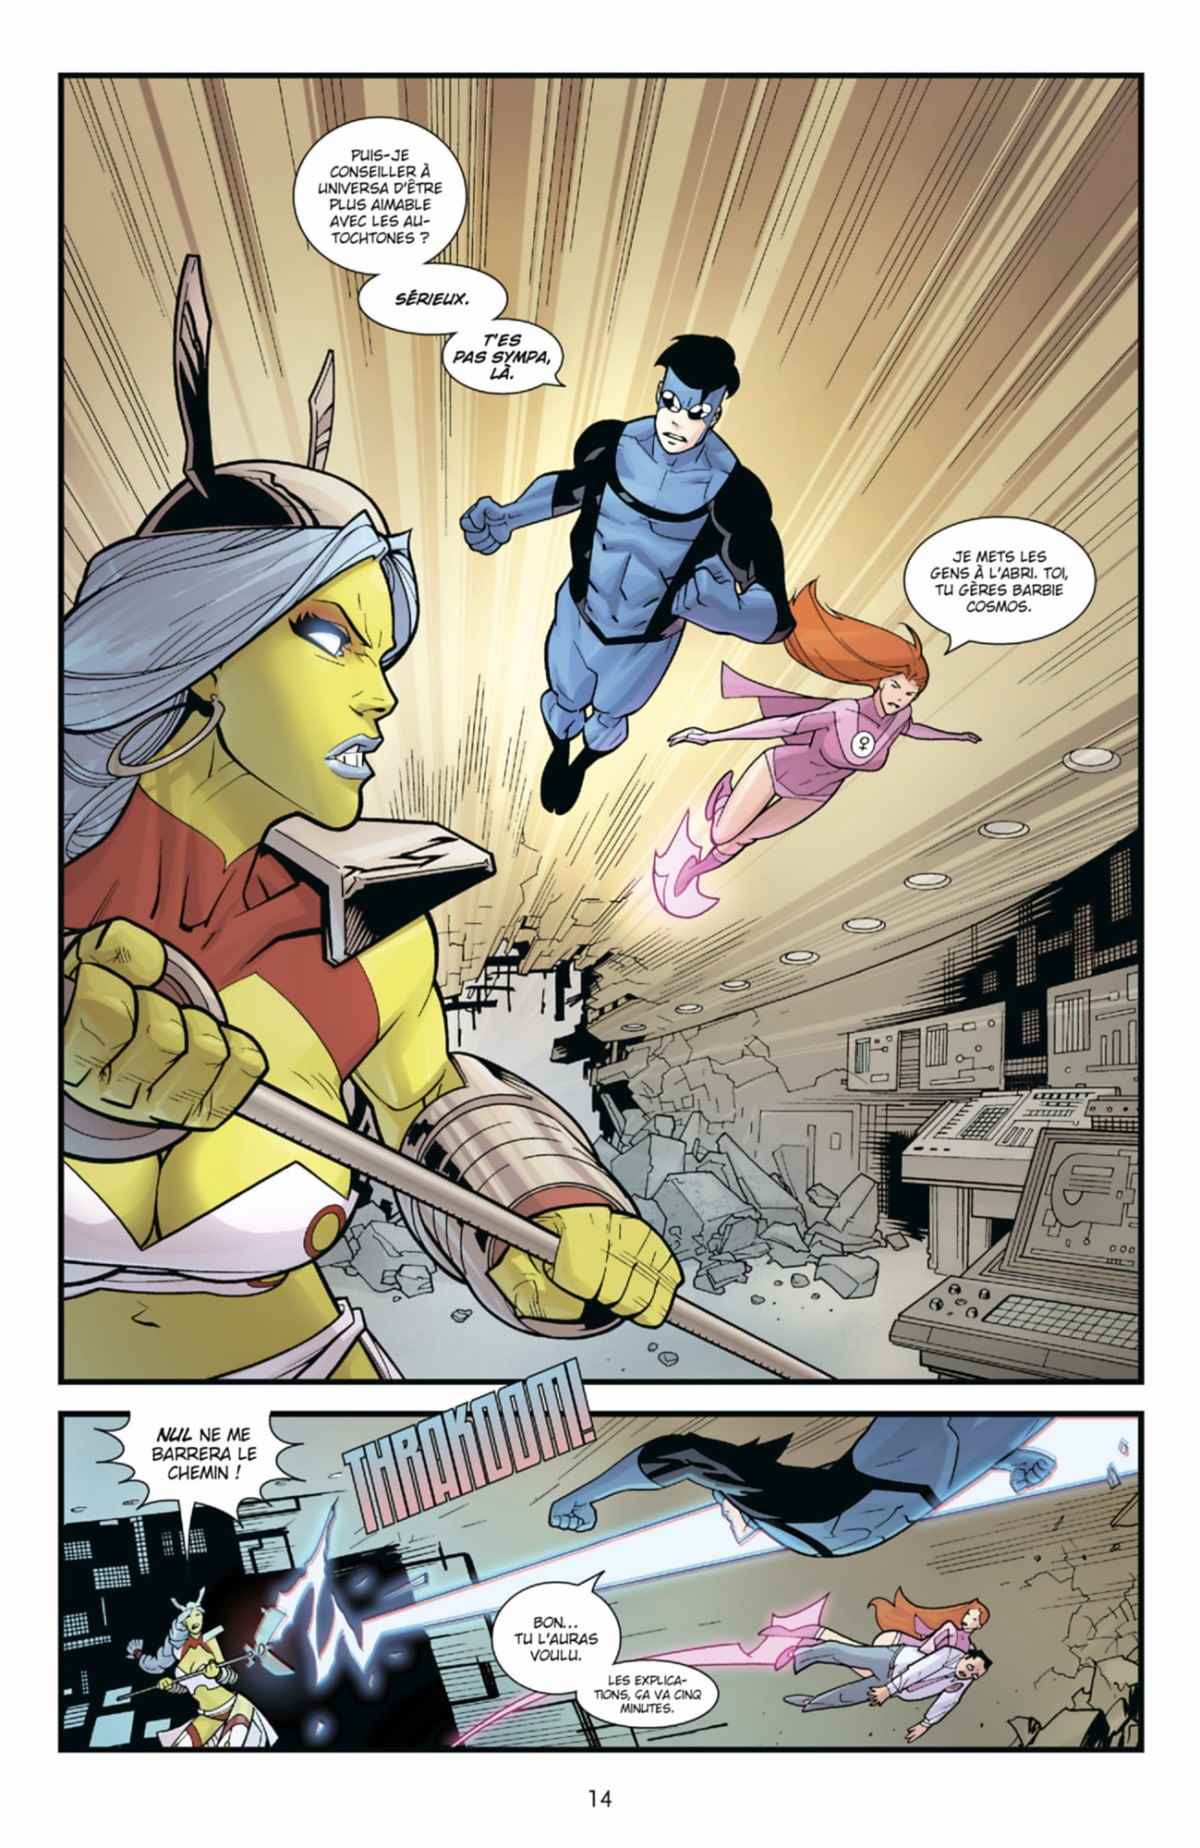 PUIS-JE
CONSEILLER À
UNIVERSA D'ÊTRE
PLUS AIMABLE
AVEC LES AU-
TOCHTONES ?
SÉRIEUX.
T'ES
PAS SYMPA,
LÀ.
JE METS LES
GENS À L'ABRI. TOI,
TU GÈRES BARBIE
COSMOS.
NUL NE ME
BARRERA LE
CHEMIN !
THRAKOOM!
BON...
TU L'AURAS
VOULU.
LES EXPLICA-
TIONS, ÇA VA CINQ
MINUTES.
14